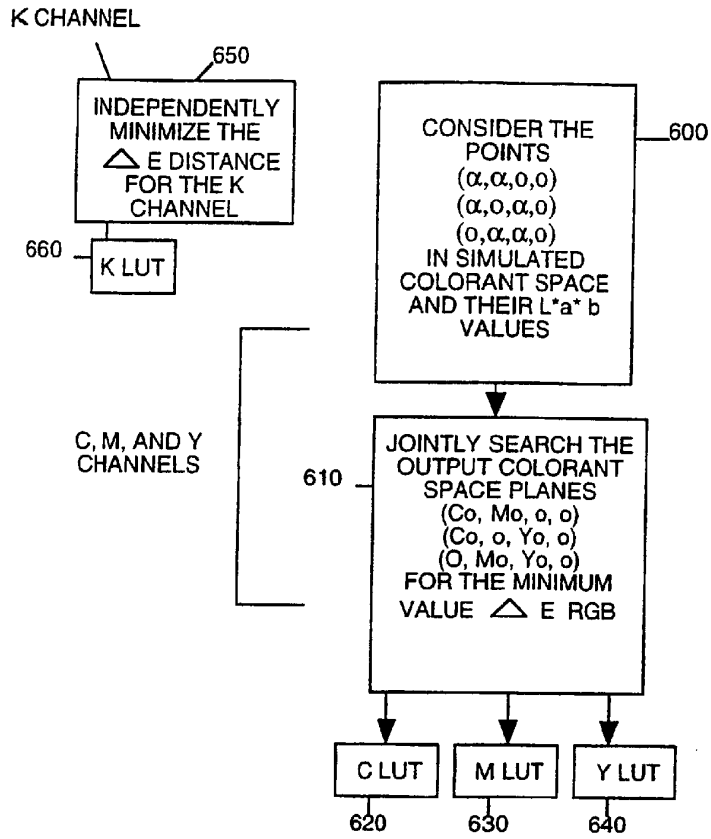 K CHANNEL
650
INDEPENDENTLY
MINIMIZE THE
△ E DISTANCE
FOR THE K
CHANNEL
660
K LUT
600
CONSIDER THE
POINTS
(α,α,o,o)
(α,o,α,o)
(o,α,α,o)
IN SIMULATED
COLORANT SPACE
AND THEIR L*a* b
VALUES
C, M, AND Y
CHANNELS
610
JOINTLY SEARCH THE
OUTPUT COLORANT
SPACE PLANES
(Co, Mo, o, o)
(Co, o, Yo, o)
(O, Mo, Yo, o)
FOR THE MINIMUM
VALUE △ E RGB
C LUT
M LUT
Y LUT
620
630
640